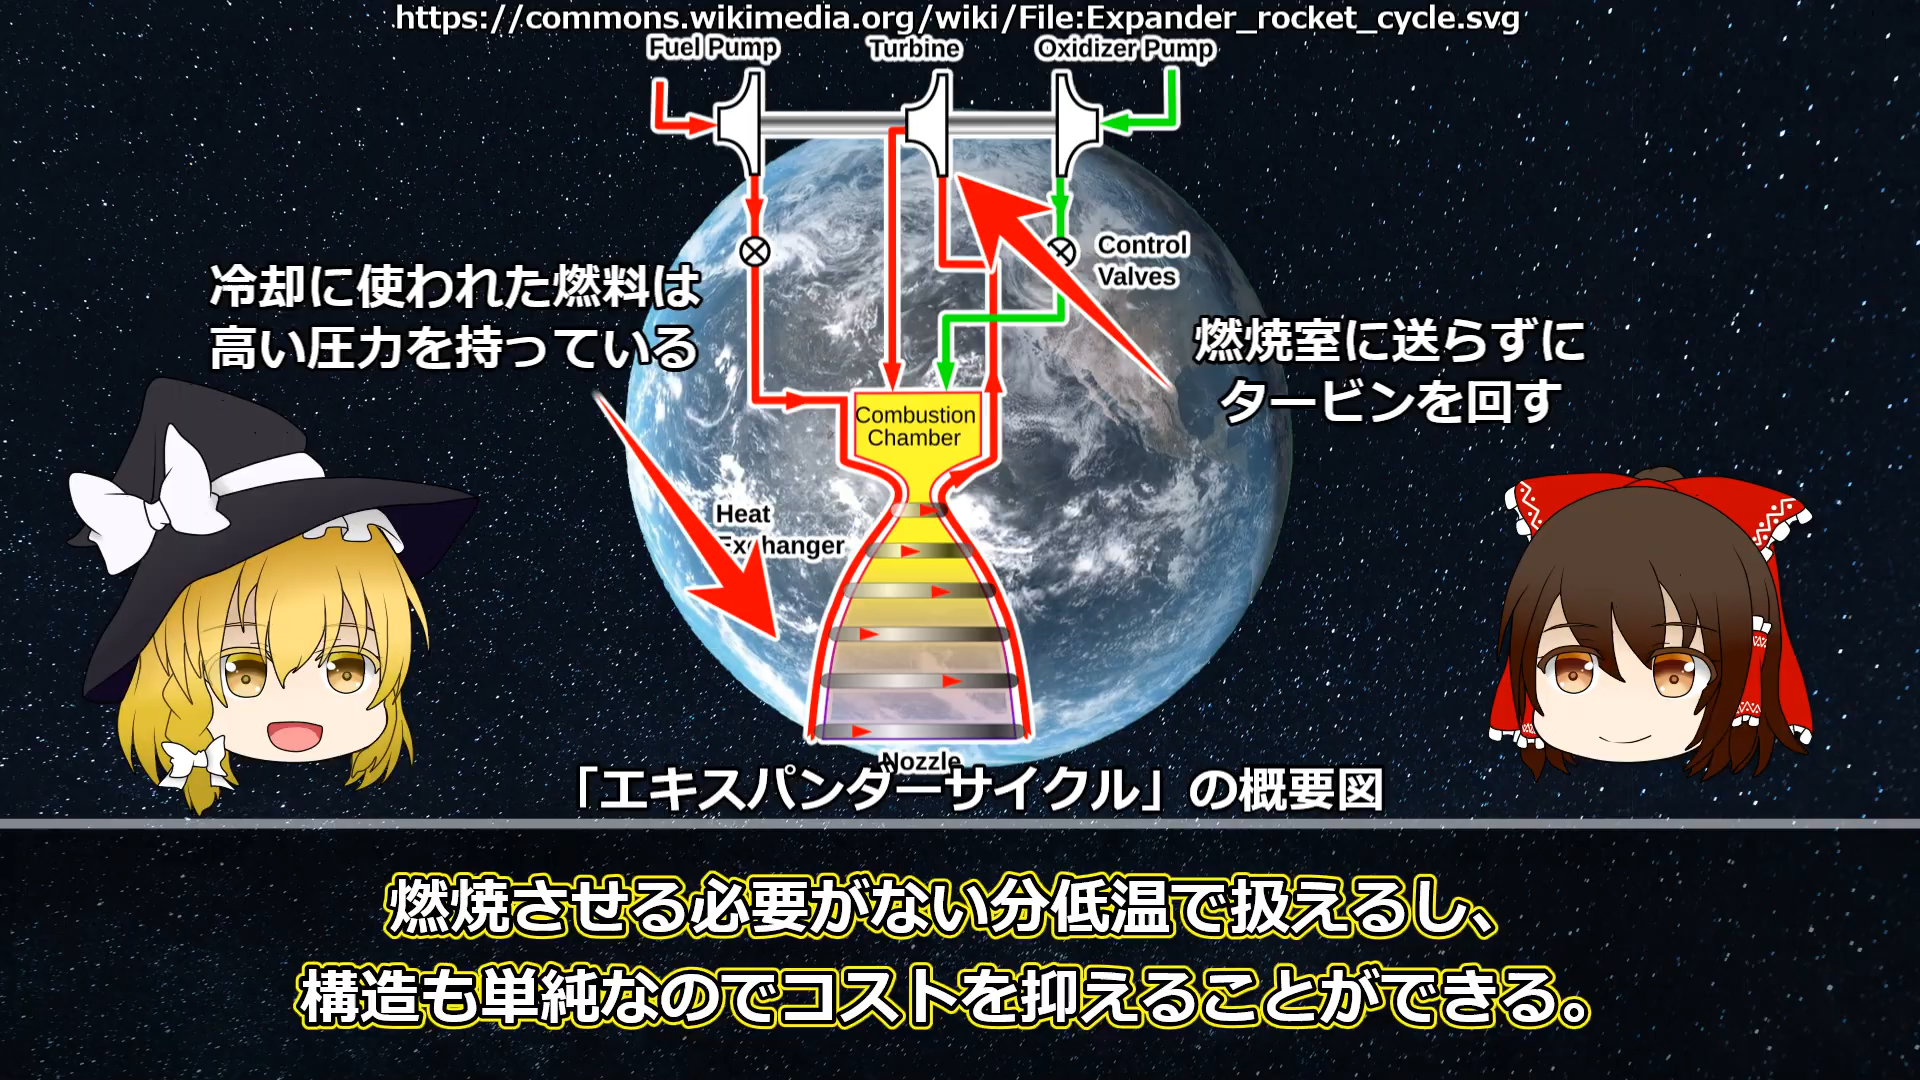 https://commons.wikimedia.org/wiki/File:Expander_rocket_cycle.svg
Fuel Pump
Turbine
Oxidizer Pump
Control
Valves
冷却に使われた燃料は
高い圧力を持っている
燃焼室に送らずに
タービンを回す
Combustion
Chamber
Heat
Exchanger
Nozzle
「エキスパンダーサイクル」の概要図
燃焼させる必要がない分低温で扱えるし、
構造も単純なのでコストを抑えることができる。